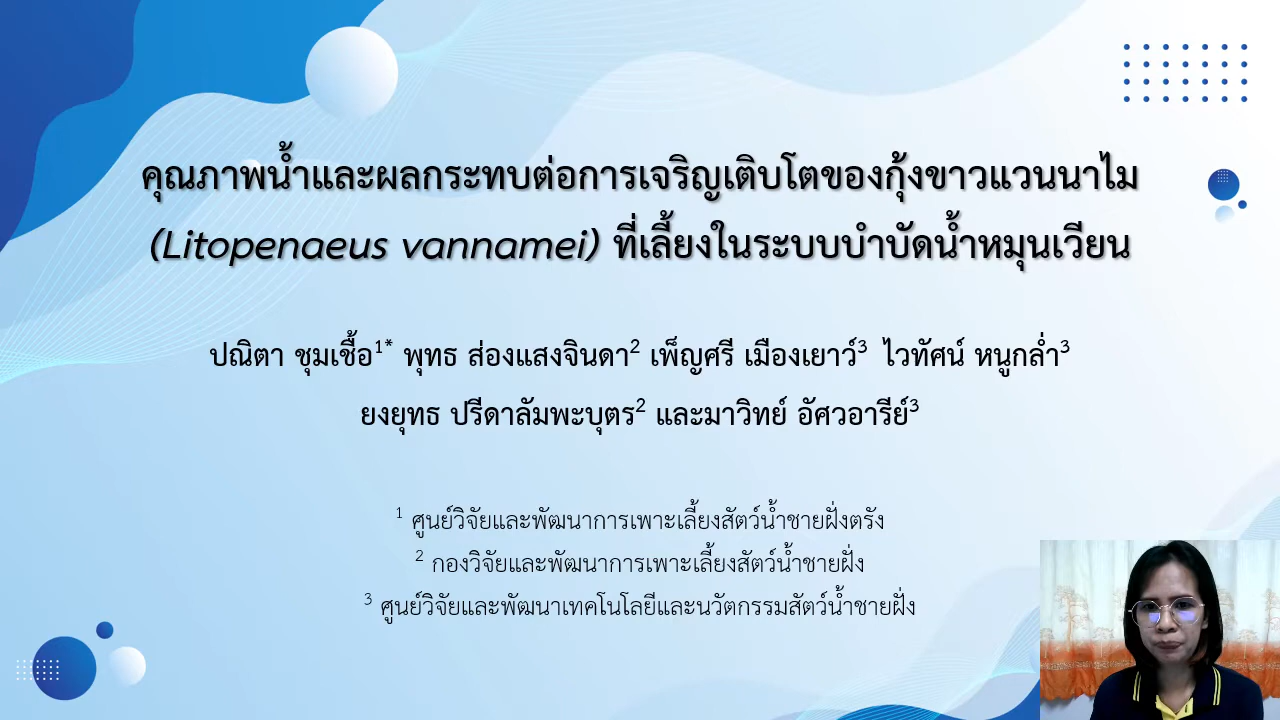 คุณภาพน้ำและผลกระทบต่อการเจริญเติบโตของกุ้งขาวแวนนาไม
(Litopenaeus vannamei) ที่เลี้ยงในระบบบำบัดน้ำหมุนเวียน
ปณิตา ชุมเชื้อ1* พุทธ ส่องแสงจินดา2 เพ็ญศรี เมืองเยาว์3 ไวทัศน์ หนูกล่ำ3
ยงยุทธ ปรีดาลัมพะบุตร2 และมาวิทย์ อัศวอารีย์3
1 ศูนย์วิจัยและพัฒนาการเพาะเลี้ยงสัตว์น้ำชายฝั่งตรัง
2 กองวิจัยและพัฒนาการเพาะเลี้ยงสัตว์น้ำชายฝั่ง
3 ศูนย์วิจัยและพัฒนาเทคโนโลยีและนวัตกรรมสัตว์น้ำชายฝั่ง